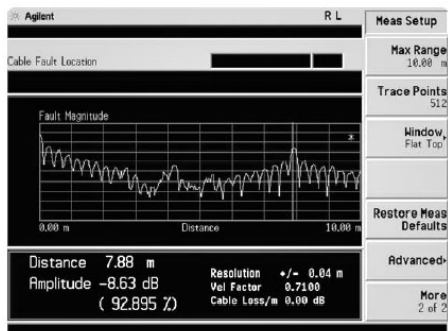 Agilent
R L
Meas Setup
Cable Fault Location
Max Range
10.00 m
Trace Points
512
Window
Flat Top
Restore Meas
Defaults
Advanced
More
2 of 2
Fault Magnitude
0.00 m
Distance
10.00 m
Distance 7.88 m
Amplitude -8.63 dB
( 92.895 %)
Resolution +/- 0.04 m
Vel Factor 0.7100
Cable Loss/m 0.00 dB